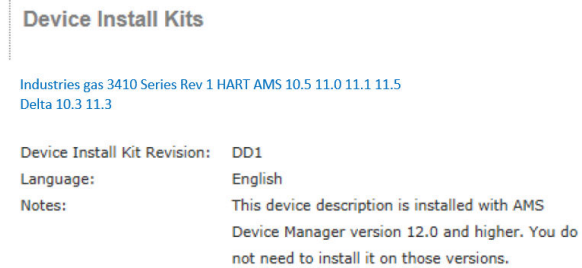 Device Install Kits
Industries gas 3410 Series Rev 1 HART AMS 10.5 11.0 11.1 11.5
Delta 10.3 11.3
Device Install Kit Revision: DD1
Language: English
Notes: This device description is installed with AMS
Device Manager version 12.0 and higher. You do
not need to install it on those versions.